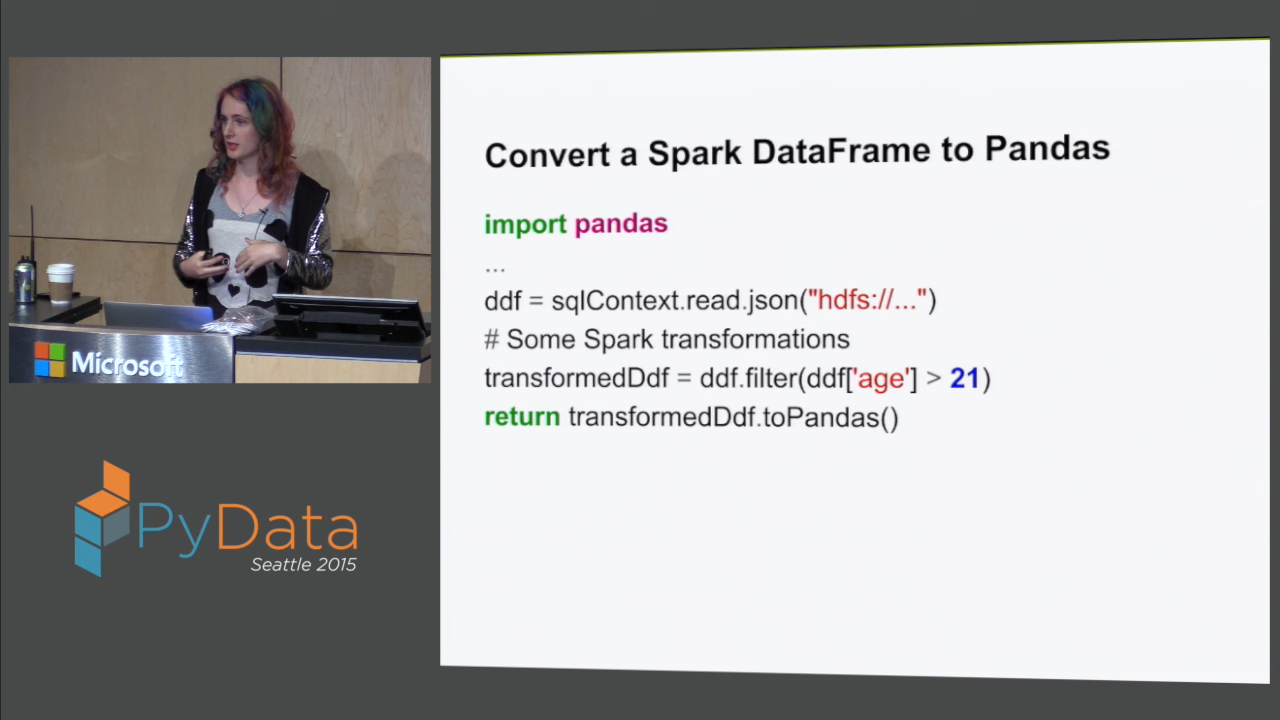 Convert a Spark DataFrame to Pandas
import pandas
...
ddf = sqlContext.read.json("hdfs://...")
# Some Spark transformations
transformedDdf = ddf.filter(ddf['age'] > 21)
return transformedDdf.toPandas()
Microsoft
PyData
Seattle 2015